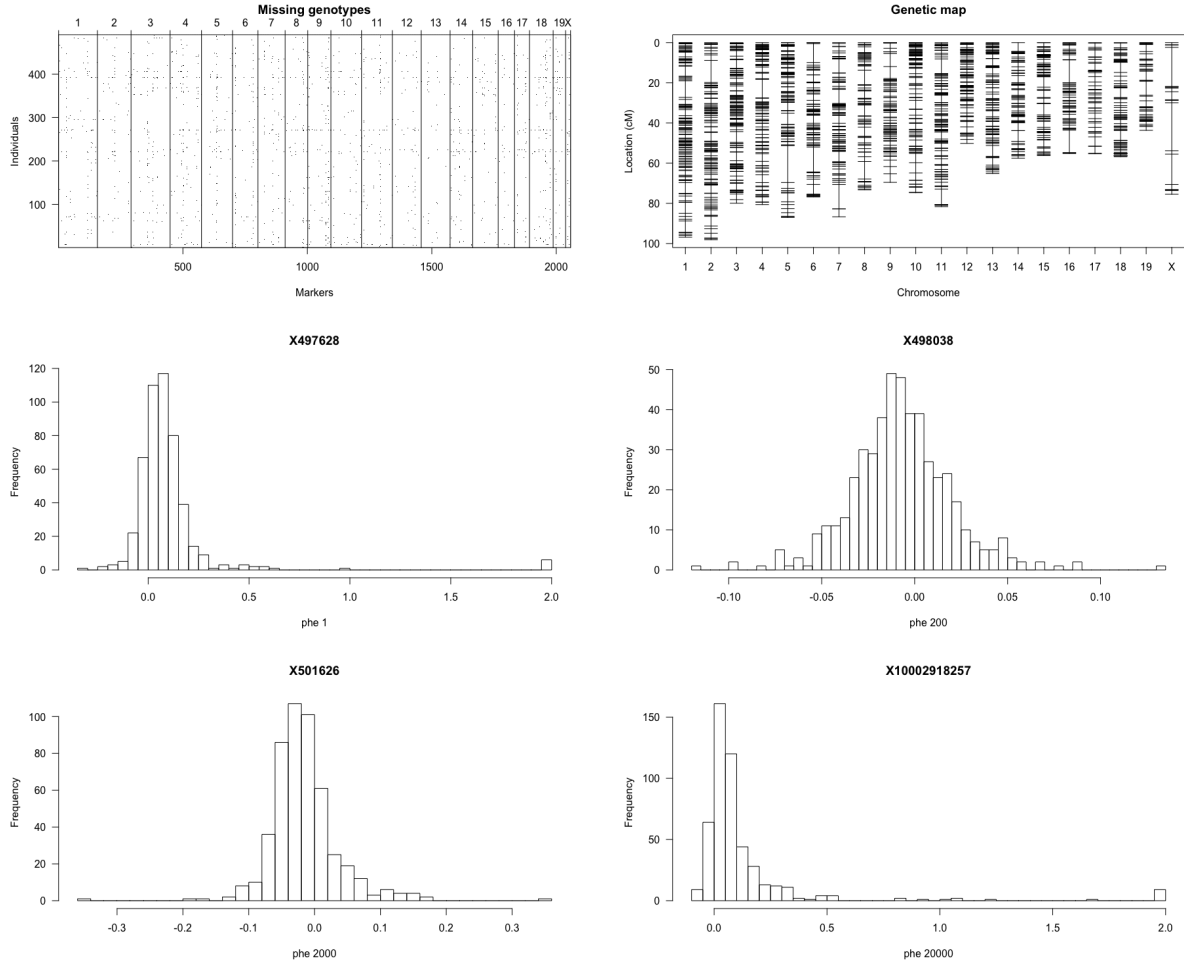 Missing genotypes
1 2 3 4 5 6 7 8 9 10 11 12 13 14 15 16 17 18 19X
400
300
200
100
Individuals
500 1000 1500 2000
Markers
Genetic map
0
20
40
60
80
100
Location (cM)
1 2 3 4 5 6 7 8 9 10 11 12 13 14 15 16 17 18 19 X
Chromosome
X497628
120
100
80
60
40
20
0
Frequency
0.0 0.5 1.0 1.5 2.0
phe 1
X498038
50
40
30
20
10
0
Frequency
-0.10 -0.05 0.00 0.05 0.10
phe 200
X501626
100
80
60
40
20
0
Frequency
-0.3 -0.2 -0.1 0.0 0.1 0.2 0.3
phe 2000
X10002918257
150
100
50
0
Frequency
0.0 0.5 1.0 1.5 2.0
phe 20000